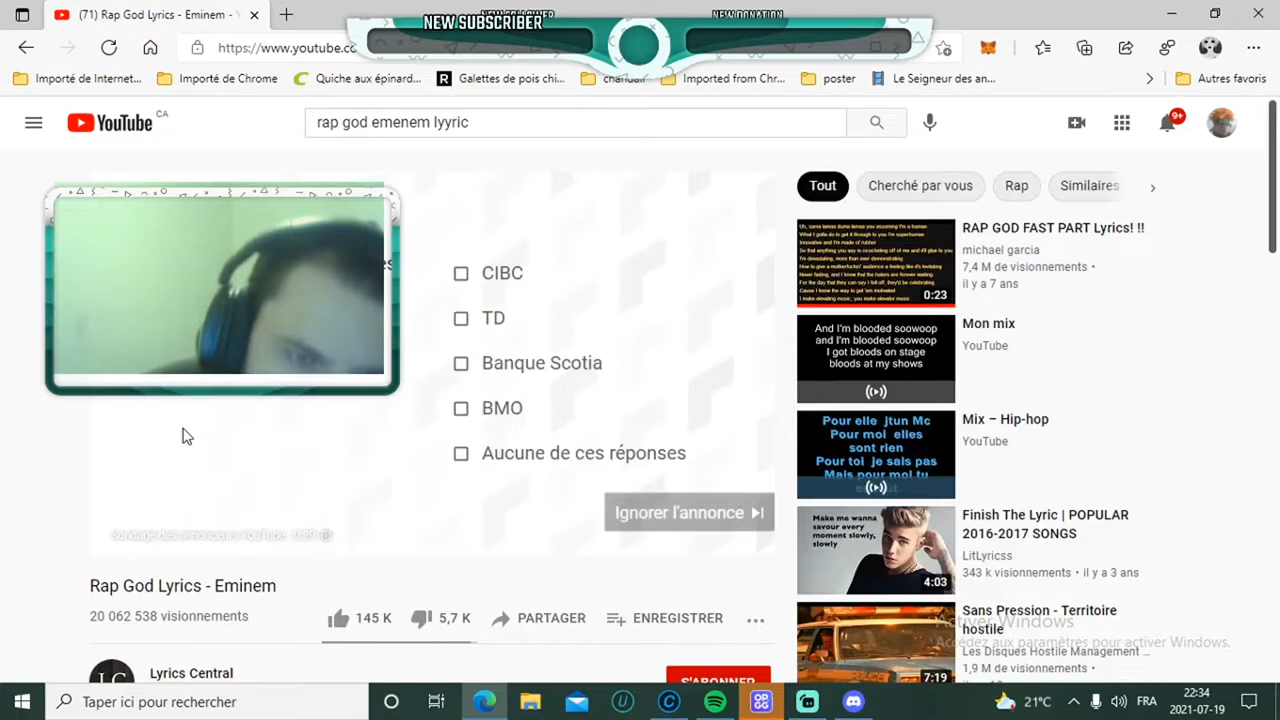 (71) Rap God Lyrics - Eminem - Y
NEW SUBSCRIBER
NEW DONATION
https://www.youtube.co
Importé de Internet...
Importé de Chrome
Quiche aux épinard...
Galettes de pois chi...
chandail
Imported from Chr...
poster
Le Seigneur des an...
Autres favoris
YouTube CA
rap god emenem lyyric
9+
Tout
Cherché par vous
Rap
Similaires
CIBC
TD
Banque Scotia
BMO
Aucune de ces réponses
Ignorer l'annonce
Rap God Lyrics - Eminem
20 062 538 visionnements
145 K
5,7 K
PARTAGER
ENREGISTRER
Lyrics Central
S'ABONNER
RAP GOD FAST PART Lyrics! !!
michael garcia
7,4 M de visionnements •
il y a 7 ans
0:23
And I'm blooded soowoop
and I'm blooded soowoop
I got bloods on stage
bloods at my shows
Mon mix
YouTube
Pour elle jtun Mc
Pour moi elles
sont rien
Pour toi je sais pas
Mais pour moi tu
Mix – Hip-hop
YouTube
Make me wanna
savour every
moment slowly,
slowly
4:03
Finish The Lyric | POPULAR
2016-2017 SONGS
LitLyricss
343 k visionnements • il y a 3 ans
7:19
Sans Pression - Territoire
hostile
Les Disques Hostile Management ...
1,9 M de visionnements •
Activer Windows
Accédez aux paramètres pour activer Windows.
Taper ici pour rechercher
OP.GG
21°C
FRA
22:34
2021-07-19